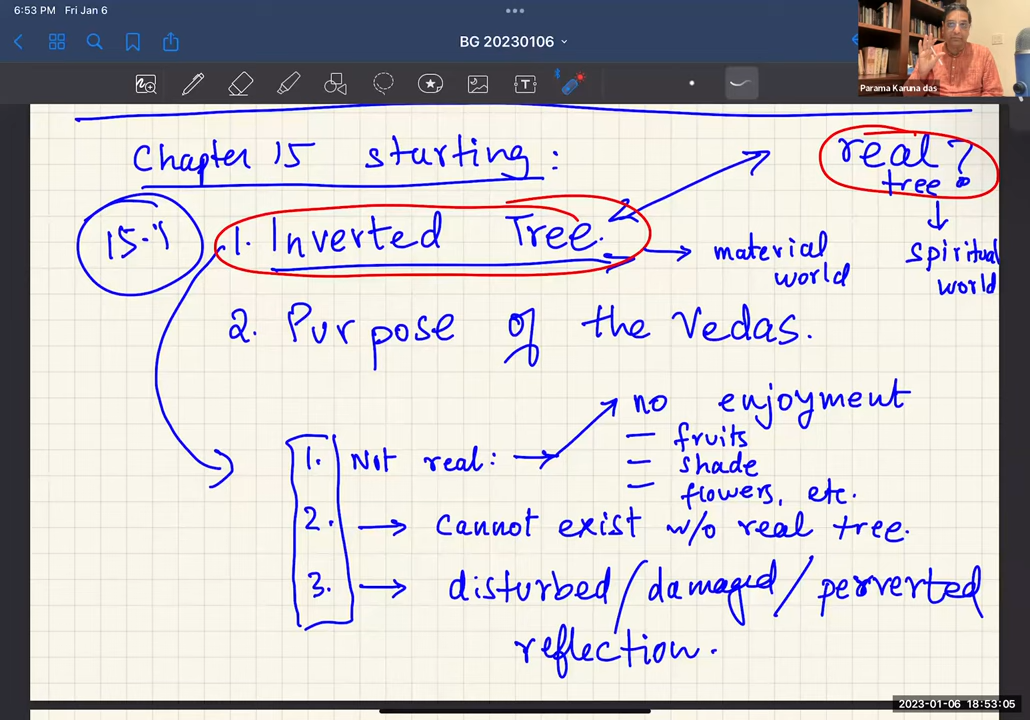 6:53 PM Fri Jan 6
BG 20230106
Parama Karuna das
Chapter 15 starting:
real?
tree
15.1
1. Inverted Tree.
material
world
spiritual
world
2. Purpose of the Vedas.
no enjoyment
1. Not real:
— fruits
— shade
— flowers, etc.
2. cannot exist w/o real tree.
3. disturbed/damaged/perverted
reflection.
2023-01-06 18:53:05